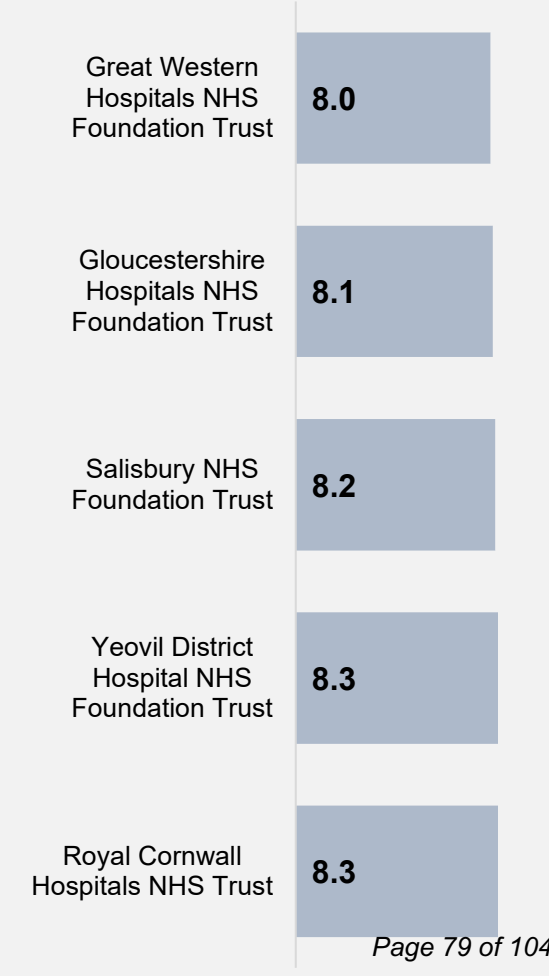 Great Western
Hospitals NHS
Foundation Trust
8.0
Gloucestershire
Hospitals NHS
Foundation Trust
8.1
Salisbury NHS
Foundation Trust
8.2
Yeovil District
Hospital NHS
Foundation Trust
8.3
Royal Cornwall
Hospitals NHS Trust
8.3
Page 79 of 104